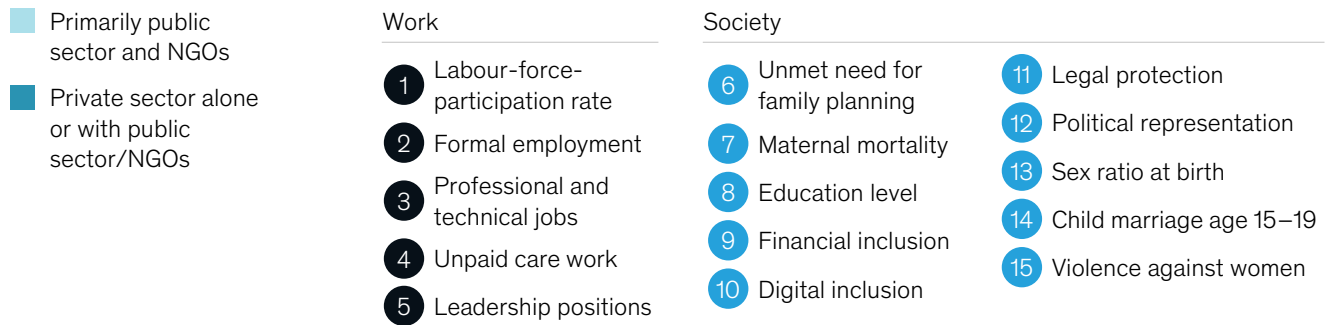 Primarily public
sector and NGOs
Private sector alone
or with public
sector/NGOs
Work
1 Labour-force-
participation rate
2 Formal employment
3 Professional and
technical jobs
4 Unpaid care work
5 Leadership positions
Society
6 Unmet need for
family planning
7 Maternal mortality
8 Education level
9 Financial inclusion
10 Digital inclusion
11 Legal protection
12 Political representation
13 Sex ratio at birth
14 Child marriage age 15–19
15 Violence against women